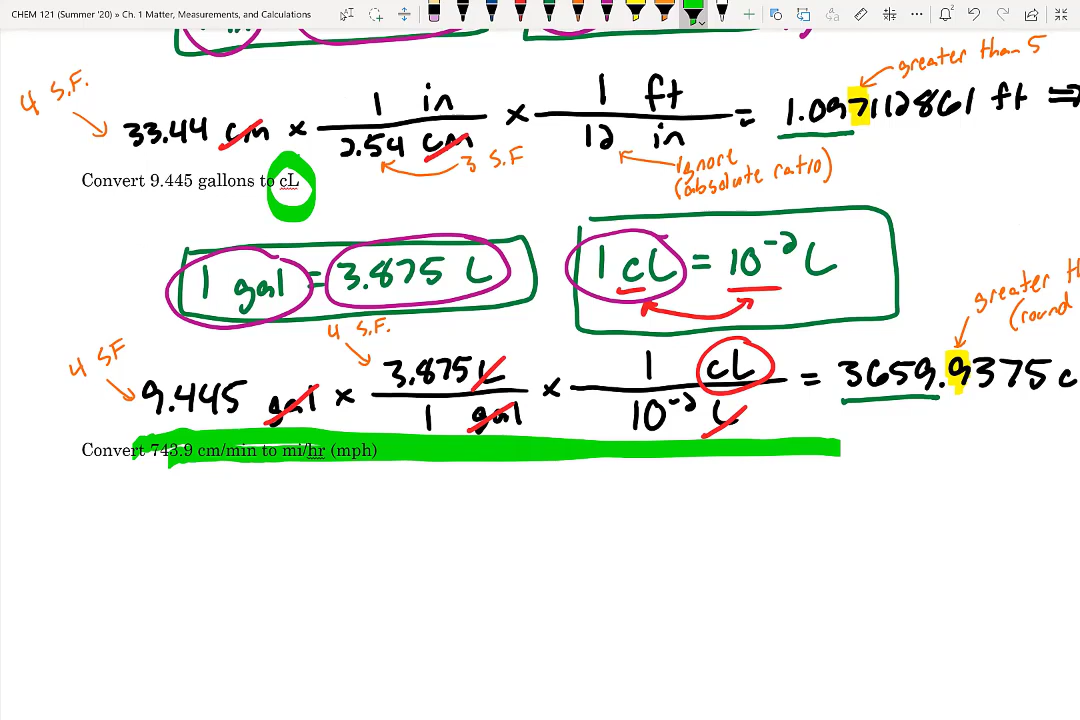 CHEM 121 (Summer '20) » Ch. 1 Matter, Measurements, and Calculations
greater than 5
4 S.F.
33.44 cm × 1 in / 2.54 cm × 1 ft / 12 in = 1.097112861 ft ⇒
3 S.F
Ignore
(absolute ratio)
Convert 9.445 gallons to cL
1 gal = 3.875 L
1 cL = 10⁻² L
greater th
(round
4 S.F.
4 SF
9.445 gal × 3.875 L / 1 gal × 1 cL / 10⁻² L = 3659.9375 c
Convert 743.9 cm/min to mi/hr (mph)